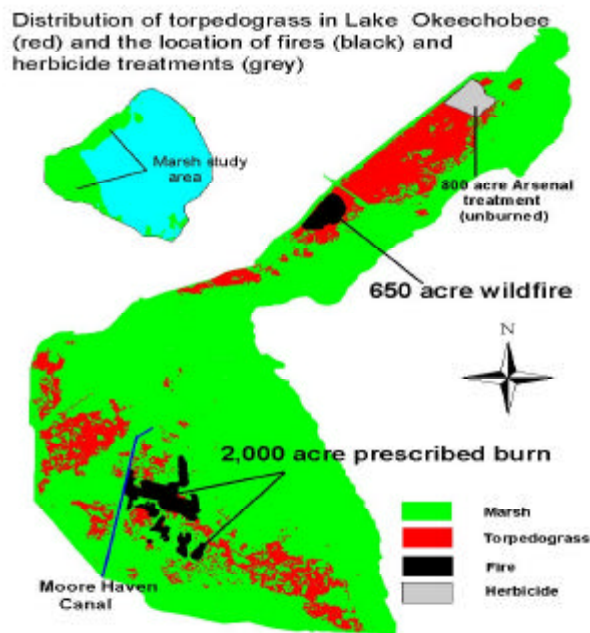 Distribution of torpedograss in Lake Okeechobee
(red) and the location of fires (black) and
herbicide treatments (grey)
Marsh study
area
800 acre Arsenal
treatment
(unburned)
650 acre wildfire
N
2,000 acre prescribed burn
Marsh
Torpedograss
Fire
Herbicide
Moore Haven
Canal